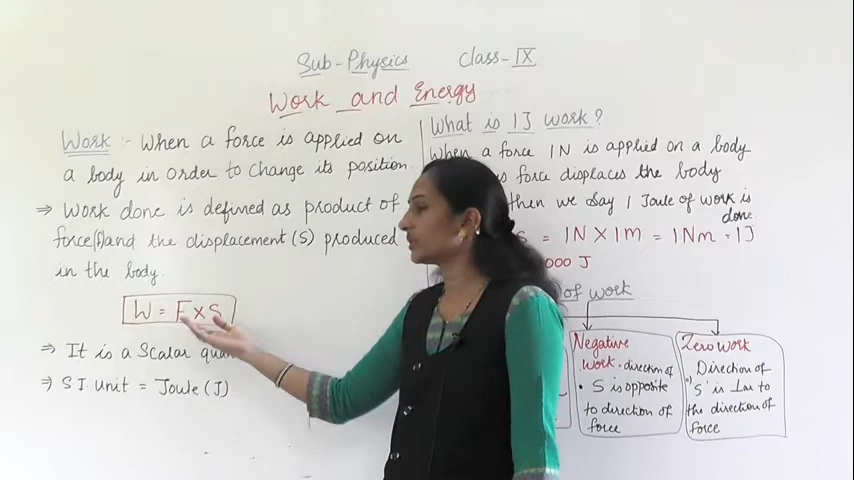 Sub-Physics Class-IX
Work and Energy
Work :- When a force is applied on
a body in order to change its position.
⇒ Work done is defined as product of
force(f) and the displacement (S) produced
in the body.
W = F x S
⇒ It is a Scalar
⇒ S I. Unit = Joule (J)
What is 1J work?
When a force 1N is applied on a body
force displaces the body
then we say 1 Joule of work is
done.
= 1N X 1m = 1Nm = 1J
000 J
of work
Negative
Work • direction of
• S is opposite
to direction of
force
Zero Work
Direction of
'S' is ⊥ar to
the direction of
force